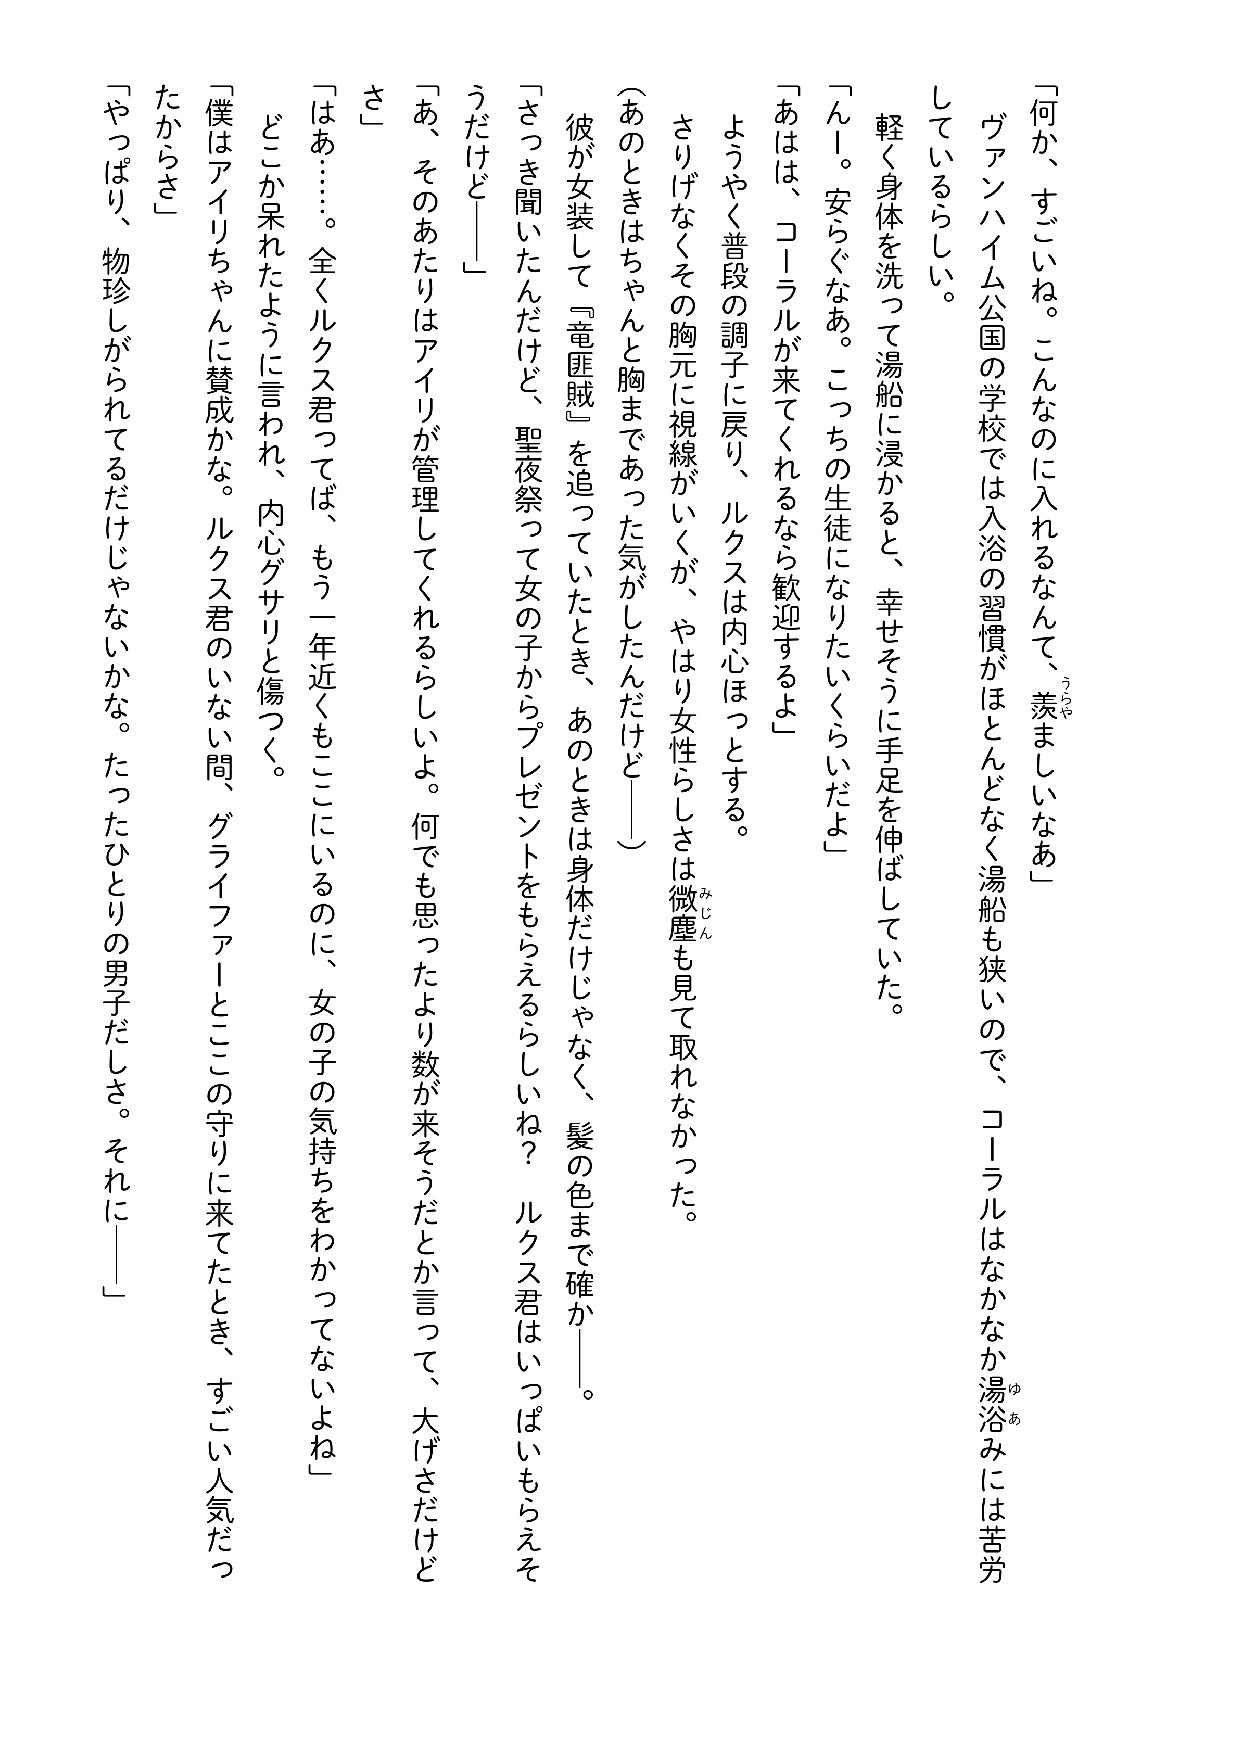 「何か、すごいね。こんなのに入れるなんて、羨ましいなあ」
ヴァンハイム公国の学校では入浴の習慣がほとんどなく湯船も狭いので、コーラルはなかなか湯浴みには苦労
しているらしい。
軽く身体を洗って湯船に浸かると、幸せそうに手足を伸ばしていた。
「んー。安らぐなあ。こっちの生徒になりたいくらいだよ」
「あはは、コーラルが来てくれるなら歓迎するよ」
ようやく普段の調子に戻り、ルクスは内心ほっとする。
さりげなくその胸元に視線がいくが、やはり女性らしさは微塵も見て取れなかった。
(あのときはちゃんと胸まであった気がしたんだけど――)
彼が女装して『竜匪賊』を追っていたとき、あのときは身体だけじゃなく、髪の色まで確か――。
「さっき聞いたんだけど、聖夜祭って女の子からプレゼントをもらえるらしいね？　ルクス君はいっぱいもらえそ
うだけど――」
「あ、そのあたりはアイリが管理してくれるらしいよ。何でも思ったより数が来そうだとか言って、大げさだけど
さ」
「はあ……。全くルクス君ってば、もう一年近くもここにいるのに、女の子の気持ちをわかってないよね」
どこか呆れたように言われ、内心グサリと傷つく。
「僕はアイリちゃんに賛成かな。ルクス君のいない間、グライファーとここの守りに来てたとき、すごい人気だっ
たからさ」
「やっぱり、物珍しがられてるだけじゃないかな。たったひとりの男子だしさ。それに――」